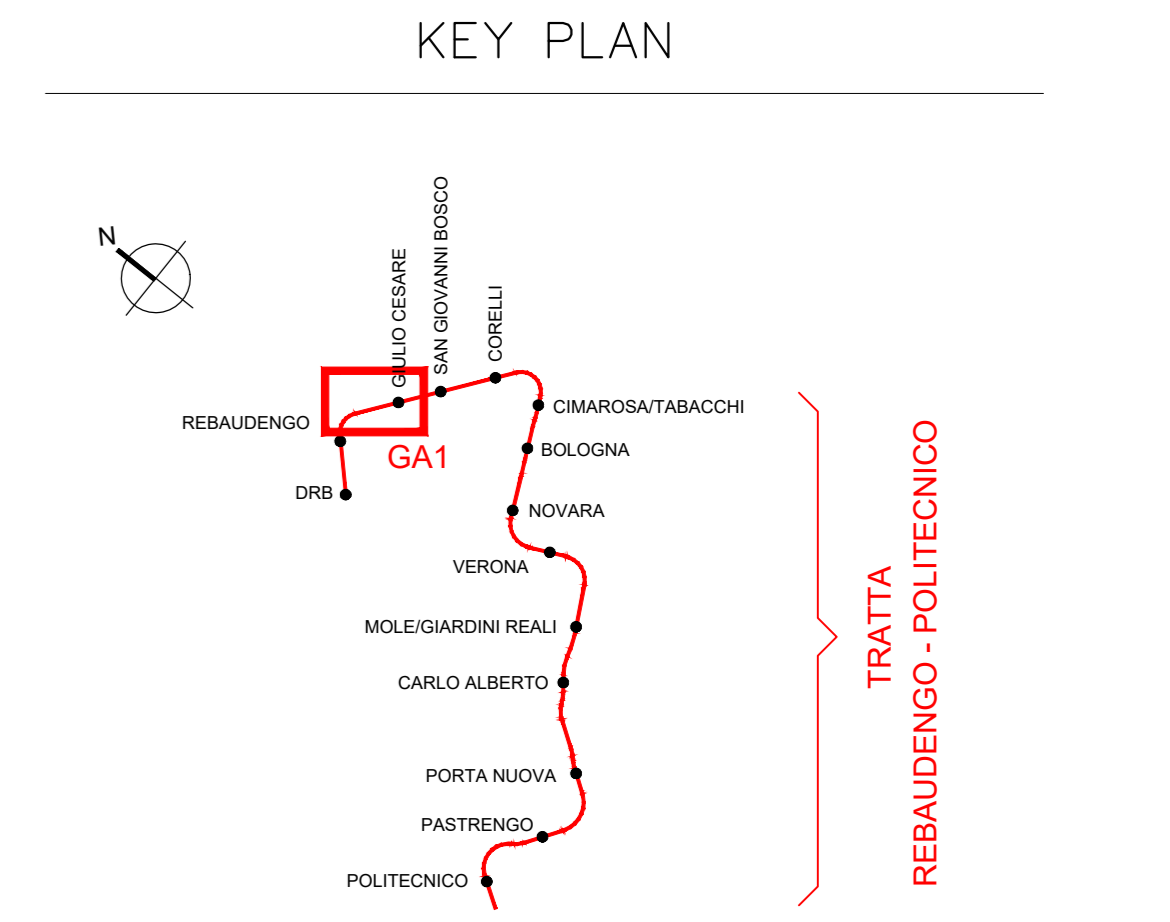 KEY PLAN
N
SAN GIOVANNI BOSCO
GIULIO CESARE
CORELLI
REBAUDENGO
CIMAROSA/TABACCHI
GA1
BOLOGNA
DRB
NOVARA
VERONA
MOLE/GIARDINI REALI
CARLO ALBERTO
PORTA NUOVA
PASTRENGO
POLITECNICO
TRATTA
REBAUDENGO - POLITECNICO